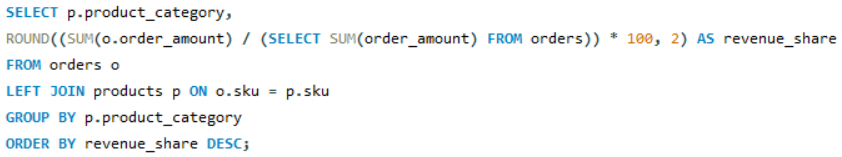 SELECT p.product_category,
ROUND((SUM(o.order_amount) / (SELECT SUM(order_amount) FROM orders)) * 100, 2) AS revenue_share
FROM orders o
LEFT JOIN products p ON o.sku = p.sku
GROUP BY p.product_category
ORDER BY revenue_share DESC;